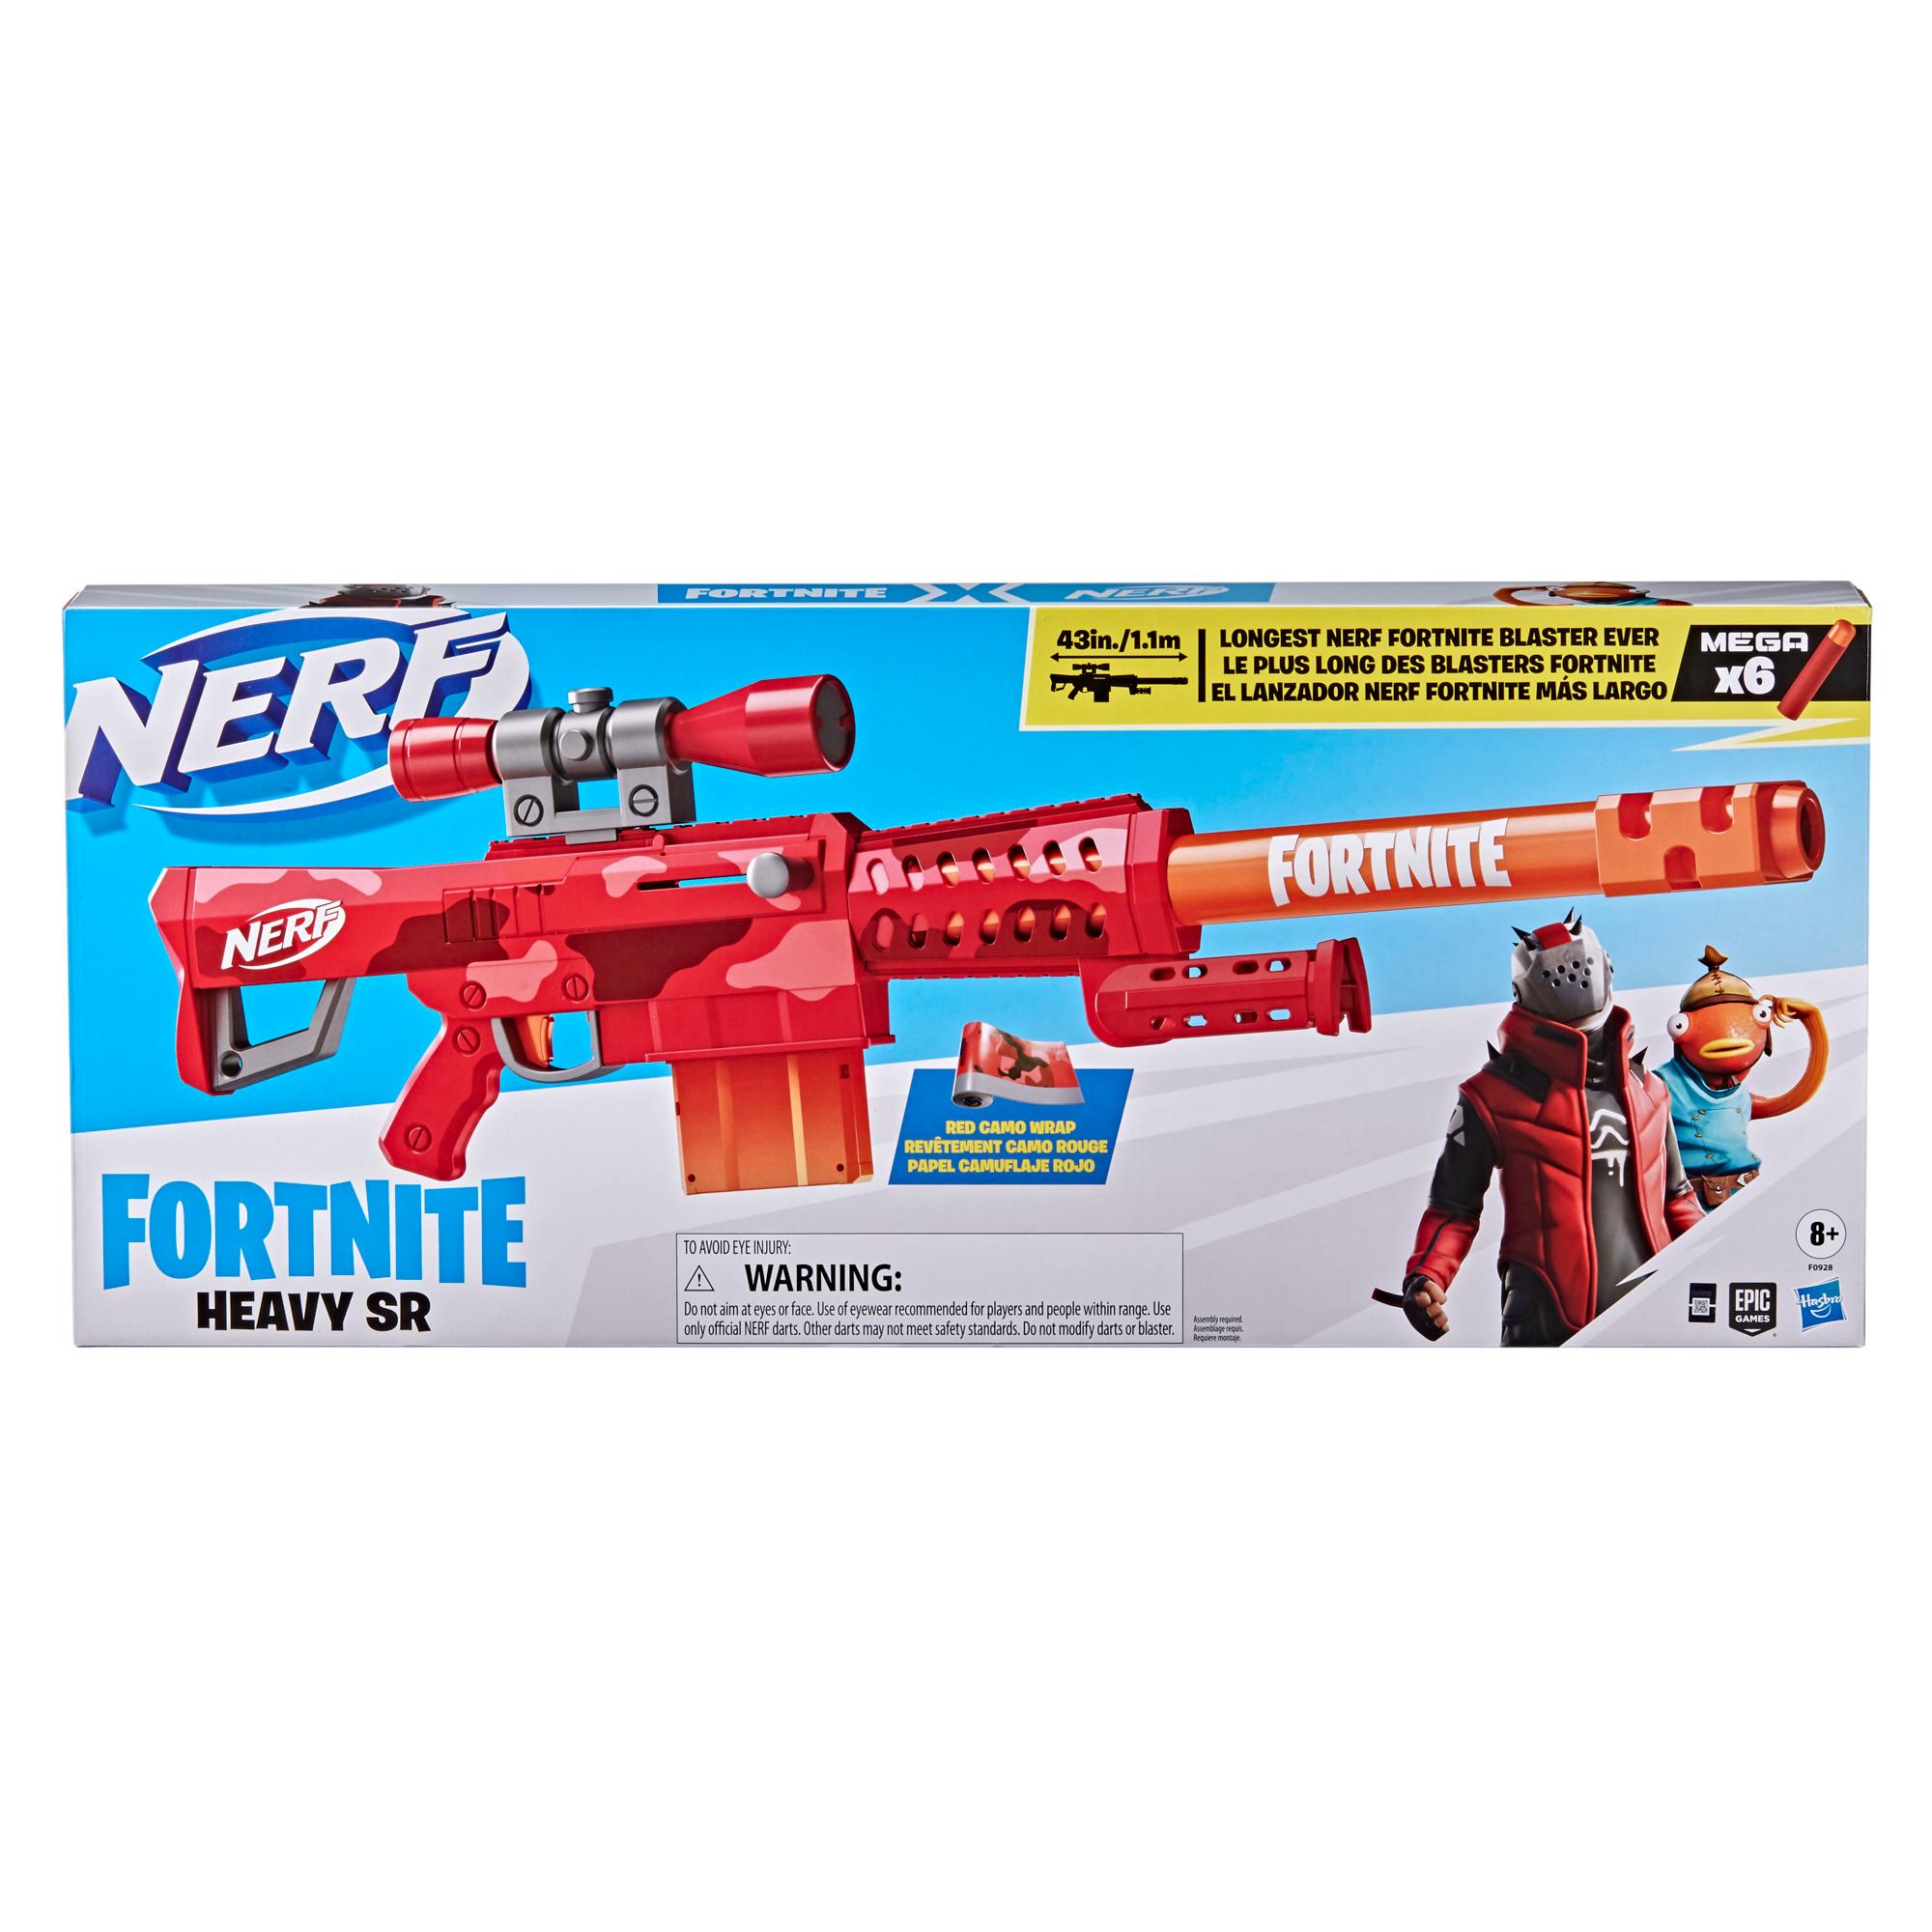 FORTNITE X NERF
NERF
43in./1.1m
LONGEST NERF FORTNITE BLASTER EVER
LE PLUS LONG DES BLASTERS FORTNITE
EL LANZADOR NERF FORTNITE MÁS LARGO
MEGA
x6
FORTNITE
NERF
RED CAMO WRAP
REVÊTEMENT CAMO ROUGE
PAPEL CAMUFLAJE ROJO
FORTNITE
HEAVY SR
TO AVOID EYE INJURY:
WARNING:
Do not aim at eyes or face. Use of eyewear recommended for players and people within range. Use
only official NERF darts. Other darts may not meet safety standards. Do not modify darts or blaster.
Assembly required.
Assemblage requis.
Requiere montaje.
8+
F0928
EPIC
GAMES
Hasbro